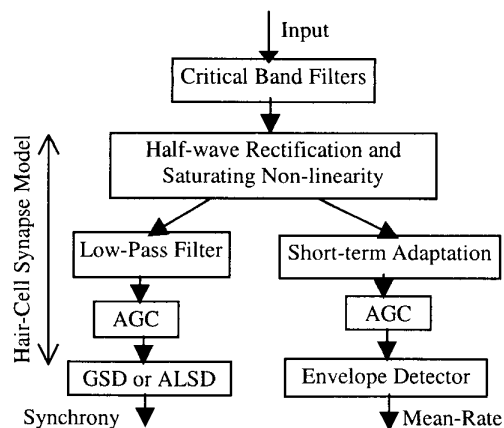 Input
Critical Band Filters
Half-wave Rectification and
Saturating Non-linearity
Hair-Cell Synapse Model
Low-Pass Filter
Short-term Adaptation
AGC
AGC
GSD or ALSD
Envelope Detector
Synchrony
Mean-Rate